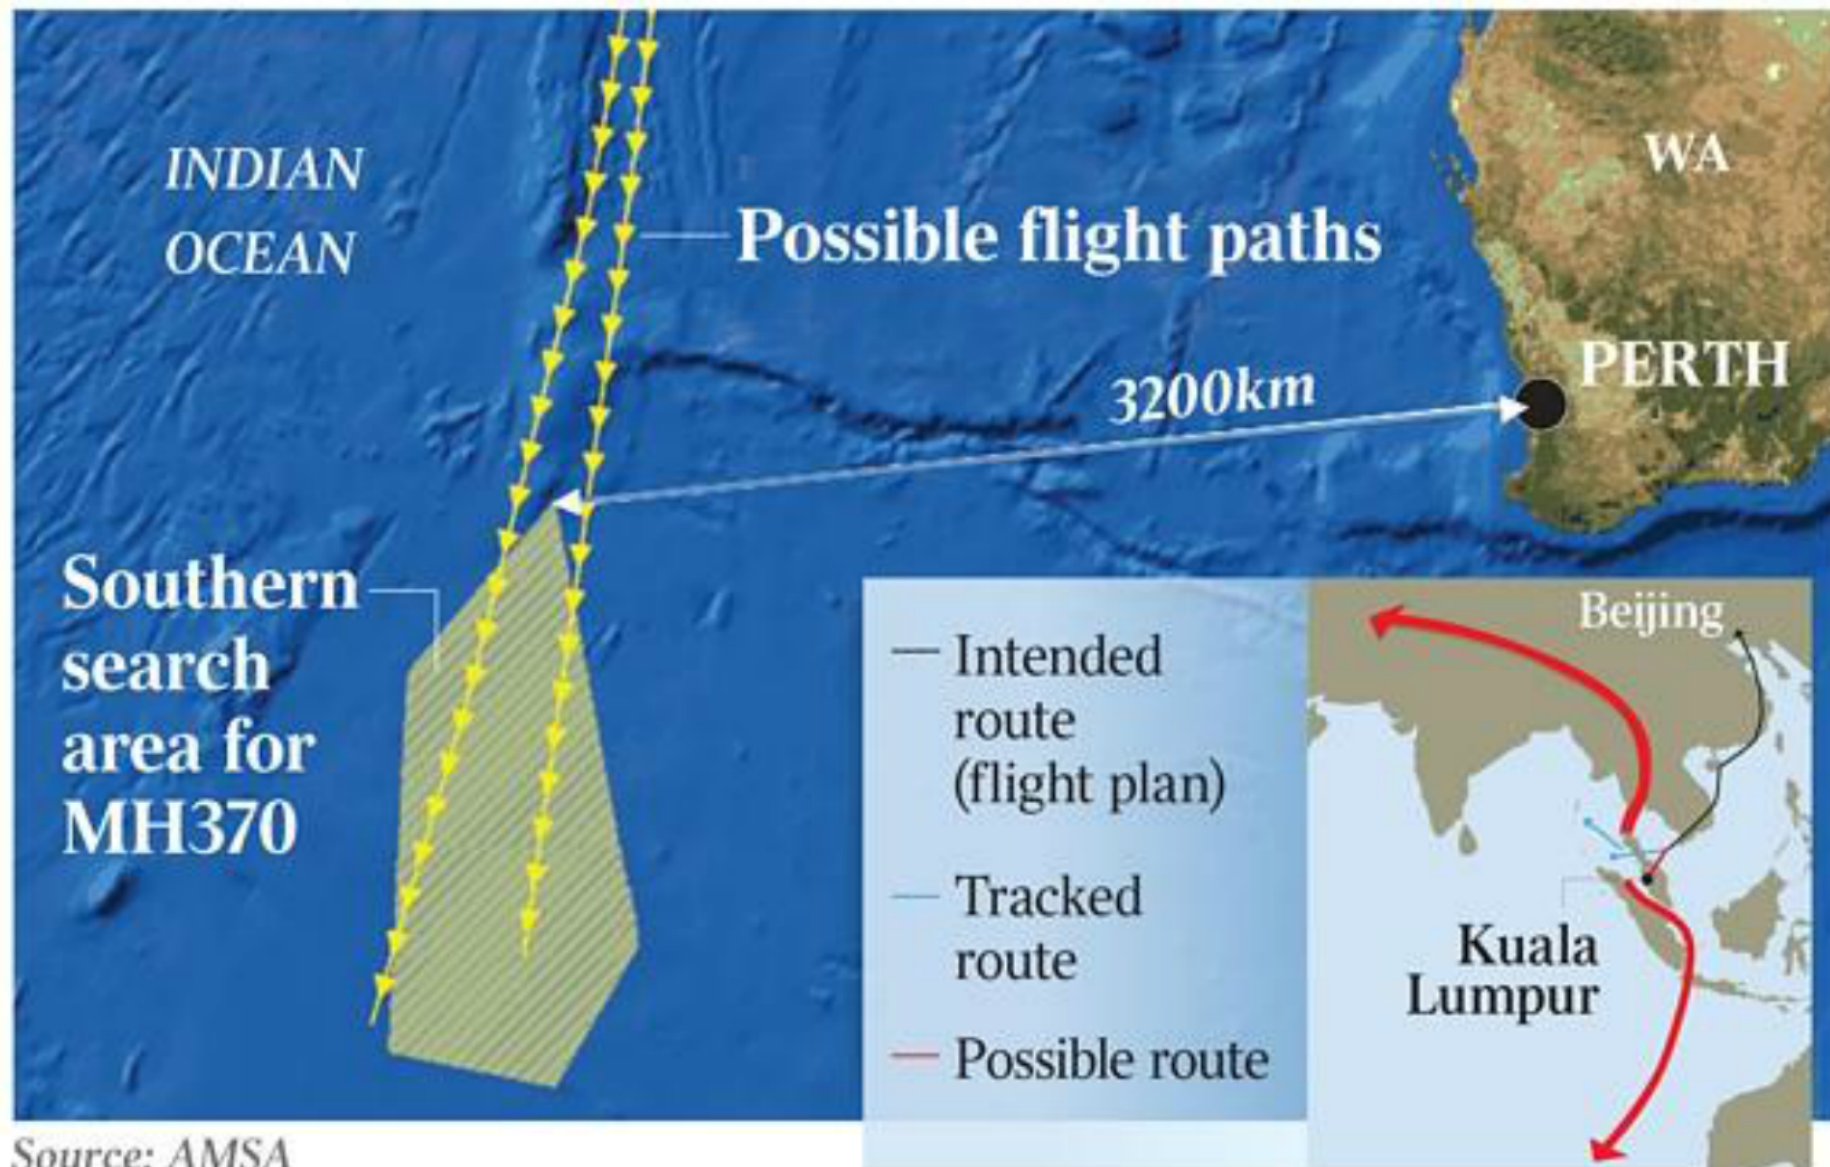 INDIAN
OCEAN
Possible flight paths
WA
PERTH
3200km
Southern
search
area for
MH370
Intended
route
(flight plan)
Tracked
route
Possible route
Beijing
Kuala
Lumpur
Source: AMSA